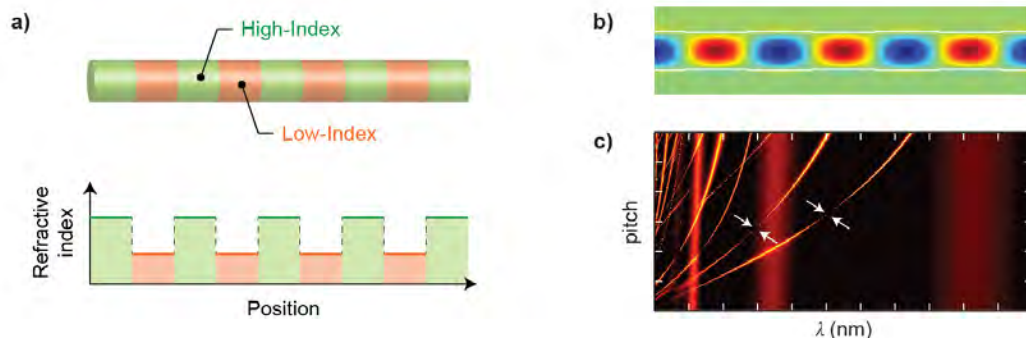 a)
High-Index
Low-Index
Refractive
index
Position
b)
c)
pitch
λ (nm)